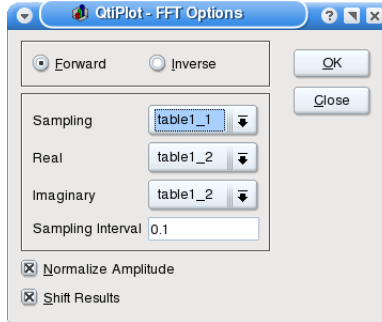 QtiPlot - FFT Options
Forward Inverse OK
Close
Sampling table1_1
Real table1_2
Imaginary table1_2
Sampling Interval 0.1
Normalize Amplitude
Shift Results